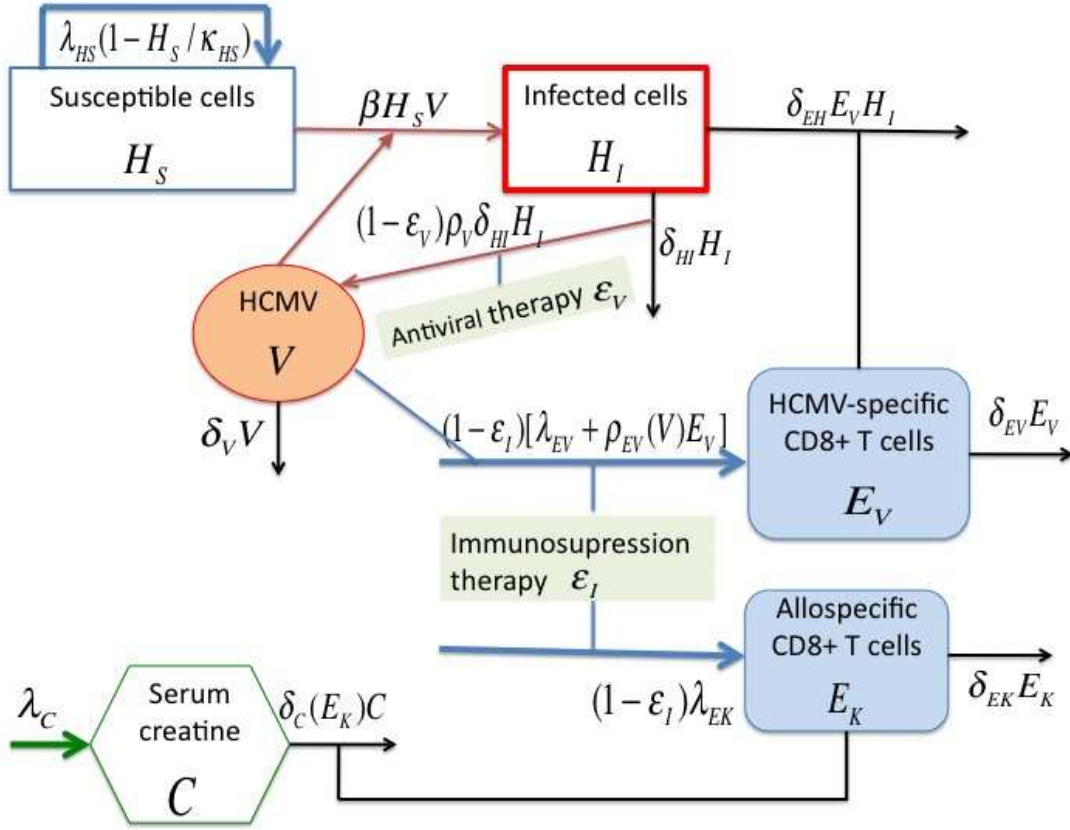 λ_HS(1-H_S/κ_HS)
Susceptible cells
H_S
βH_SV
Infected cells
H_I
δ_EH E_V H_I
(1-ε_V)ρ_V δ_HI H_I
δ_HI H_I
HCMV
V
Antiviral therapy ε_V
δ_V V
(1-ε_I)[λ_EV + ρ_EV(V)E_V]
HCMV-specific
CD8+ T cells
E_V
δ_EV E_V
Immunosupression
therapy ε_I
Allospecific
CD8+ T cells
E_K
δ_EK E_K
(1-ε_I)λ_EK
λ_C
Serum
creatine
C
δ_C(E_K)C